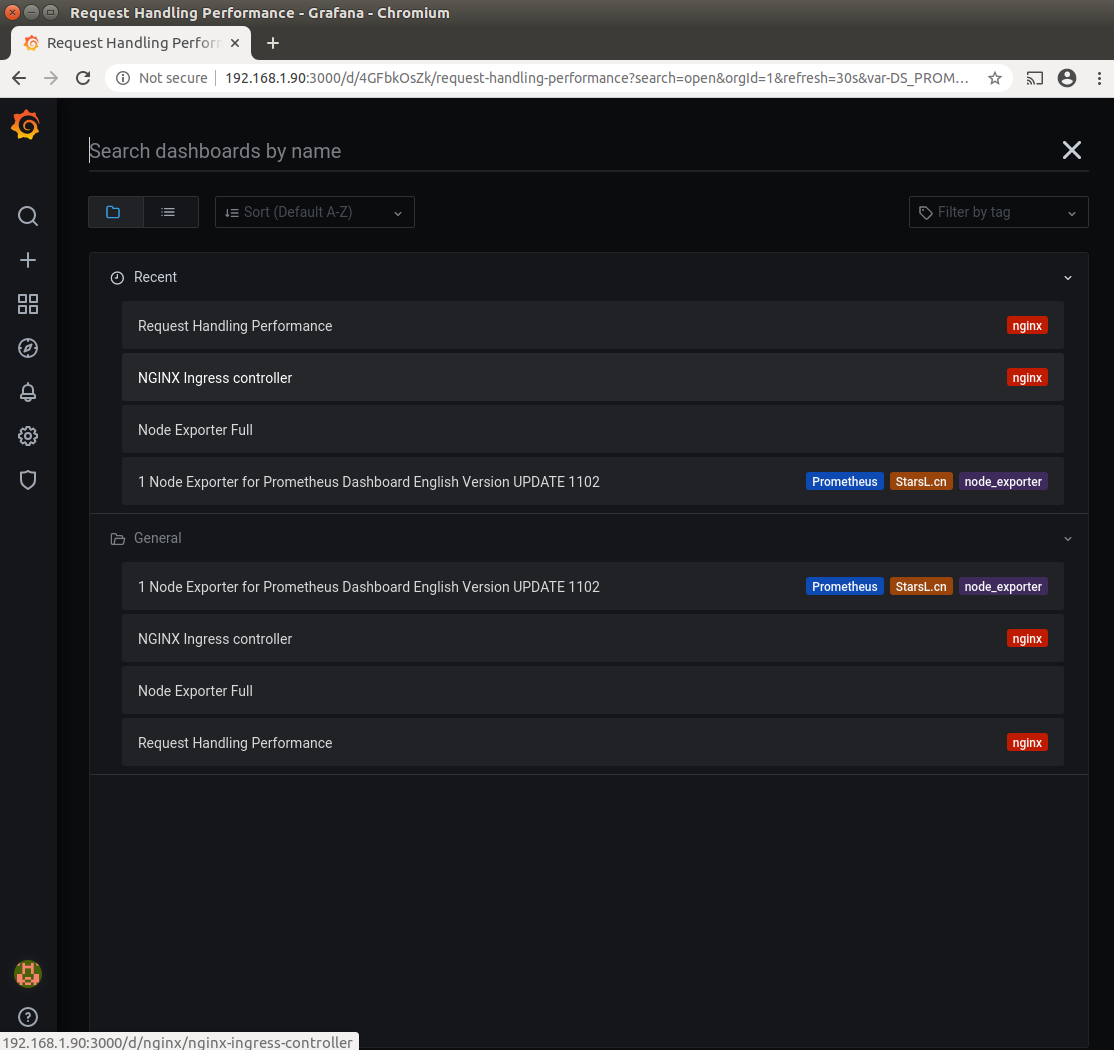 Request Handling Performance - Grafana - Chromium
Request Handling Perfor
Not secure 192.168.1.90:3000/d/4GFbkOsZk/request-handling-performance?search=open&orgId=1&refresh=30s&var-DS_PROM...
Search dashboards by name
Sort (Default A-Z) Filter by tag
Recent
Request Handling Performance nginx
NGINX Ingress controller nginx
Node Exporter Full
1 Node Exporter for Prometheus Dashboard English Version UPDATE 1102 Prometheus StarsL.cn node_exporter
General
1 Node Exporter for Prometheus Dashboard English Version UPDATE 1102 Prometheus StarsL.cn node_exporter
NGINX Ingress controller nginx
Node Exporter Full
Request Handling Performance nginx
192.168.1.90:3000/d/nginx/nginx-ingress-controller